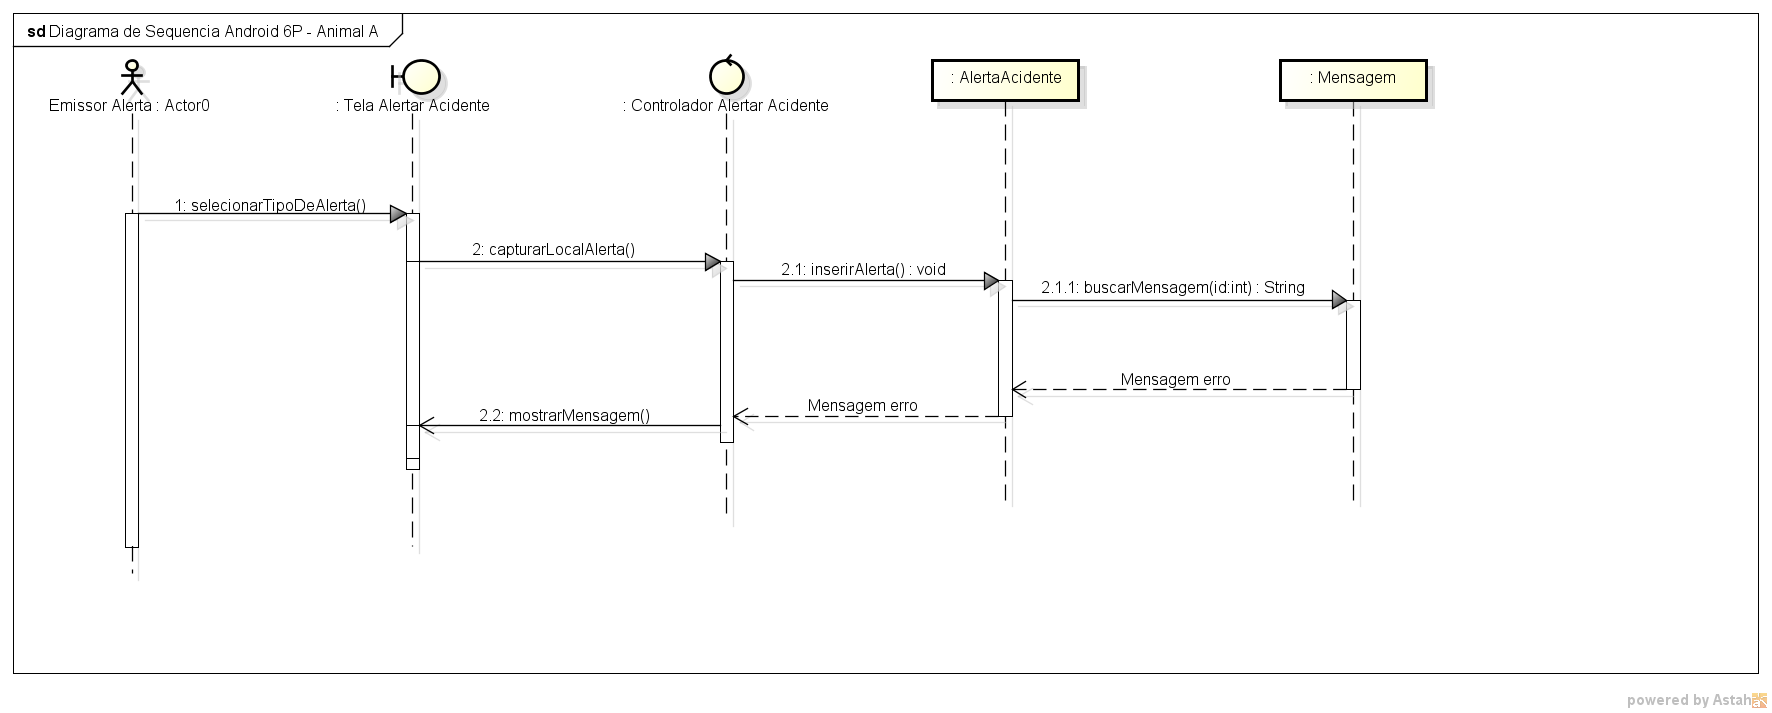 sd Diagrama de Sequencia Android 6P - Animal A
Emissor Alerta : Actor0
: Tela Alertar Acidente
: Controlador Alertar Acidente
: AlertaAcidente
: Mensagem
1: selecionarTipoDeAlerta()
2: capturarLocalAlerta()
2.1: inserirAlerta() : void
2.1.1: buscarMensagem(id:int) : String
Mensagem erro
Mensagem erro
2.2: mostrarMensagem()
powered by Astah